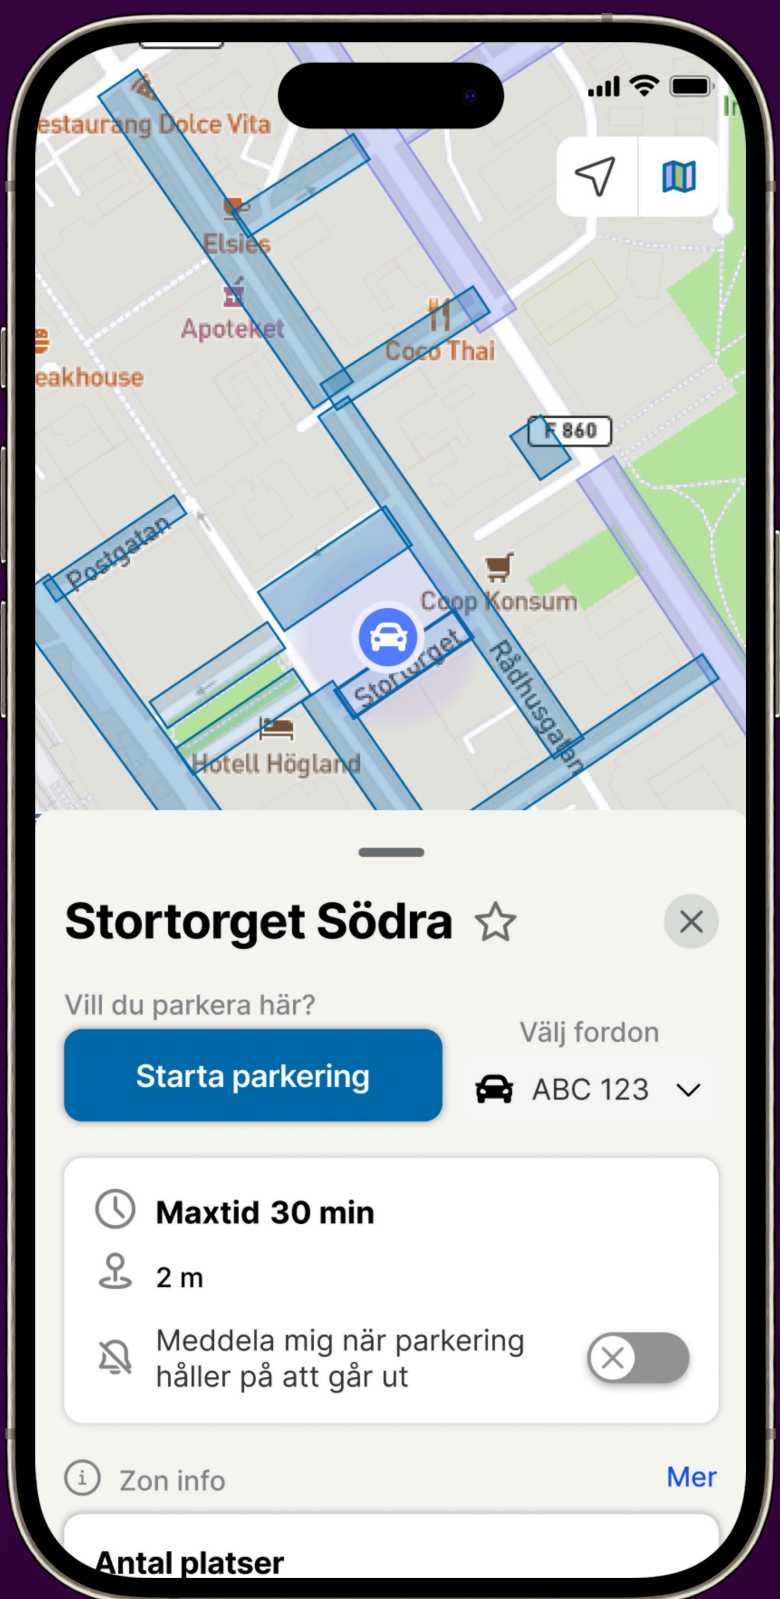 estaurang Dolce Vita
Elsies
Apoteket
Coco Thai
eakhouse
F 860
Postgatan
Coop Konsum
Stortorget
Rådhusgatan
Hotell Högland
Stortorget Södra
Vill du parkera här?
Starta parkering
Välj fordon
ABC 123
Maxtid 30 min
2 m
Meddela mig när parkering
håller på att går ut
Zon info
Mer
Antal platser